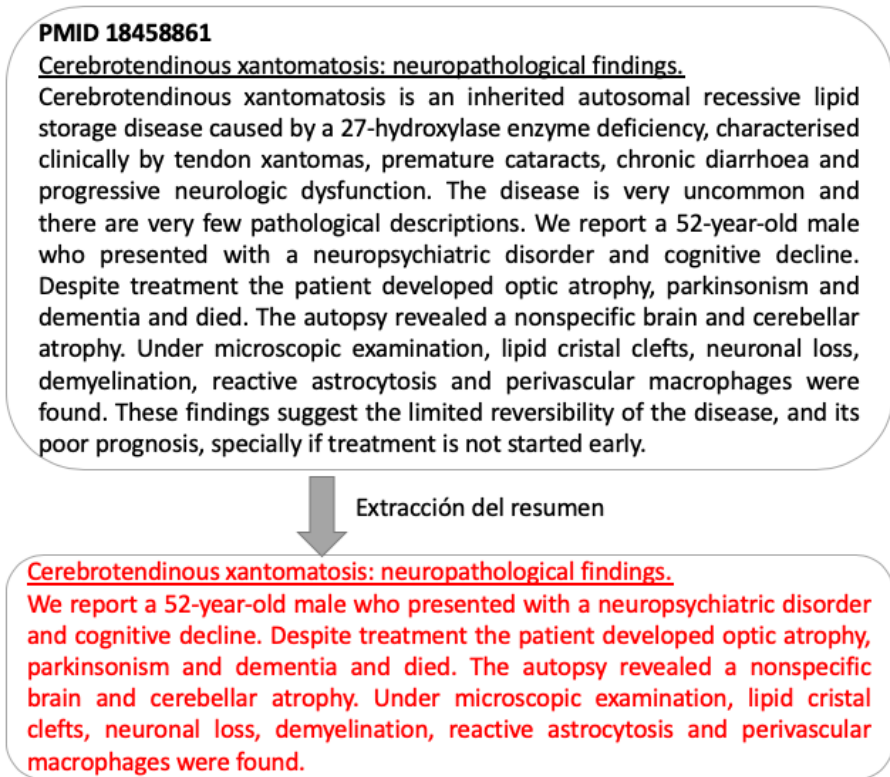 PMID 18458861
Cerebrotendinous xantomatosis: neuropathological findings.
Cerebrotendinous xantomatosis is an inherited autosomal recessive lipid
storage disease caused by a 27-hydroxylase enzyme deficiency, characterised
clinically by tendon xantomas, premature cataracts, chronic diarrhoea and
progressive neurologic dysfunction. The disease is very uncommon and
there are very few pathological descriptions. We report a 52-year-old male
who presented with a neuropsychiatric disorder and cognitive decline.
Despite treatment the patient developed optic atrophy, parkinsonism and
dementia and died. The autopsy revealed a nonspecific brain and cerebellar
atrophy. Under microscopic examination, lipid cristal clefts, neuronal loss,
demyelination, reactive astrocytosis and perivascular macrophages were
found. These findings suggest the limited reversibility of the disease, and its
poor prognosis, specially if treatment is not started early.
Extracción del resumen
Cerebrotendinous xantomatosis: neuropathological findings.
We report a 52-year-old male who presented with a neuropsychiatric disorder
and cognitive decline. Despite treatment the patient developed optic atrophy,
parkinsonism and dementia and died. The autopsy revealed a nonspecific
brain and cerebellar atrophy. Under microscopic examination, lipid cristal
clefts, neuronal loss, demyelination, reactive astrocytosis and perivascular
macrophages were found.